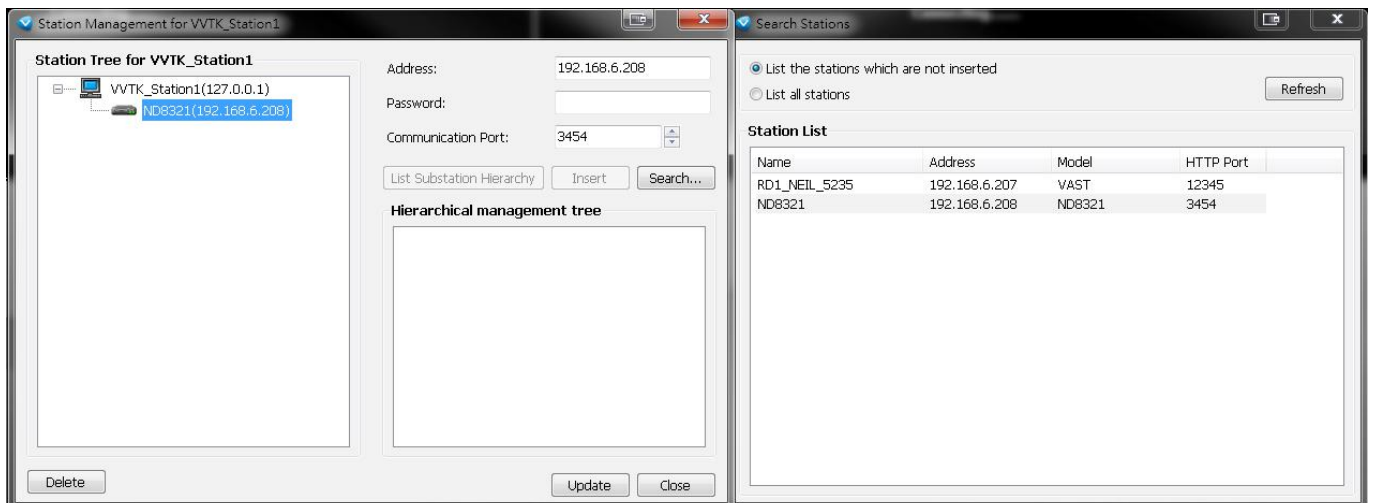 Station Management for VVTK_Station1
Station Tree for VVTK_Station1
VVTK_Station1(127.0.0.1)
ND8321(192.168.6.208)
Address: 192.168.6.208
Password:
Communication Port: 3454
List Substation Hierarchy Insert Search...
Hierarchical management tree
Delete Update Close
Search Stations
List the stations which are not inserted
List all stations
Refresh
Station List
Name Address Model HTTP Port
RD1_NEIL_5235 192.168.6.207 VAST 12345
ND8321 192.168.6.208 ND8321 3454